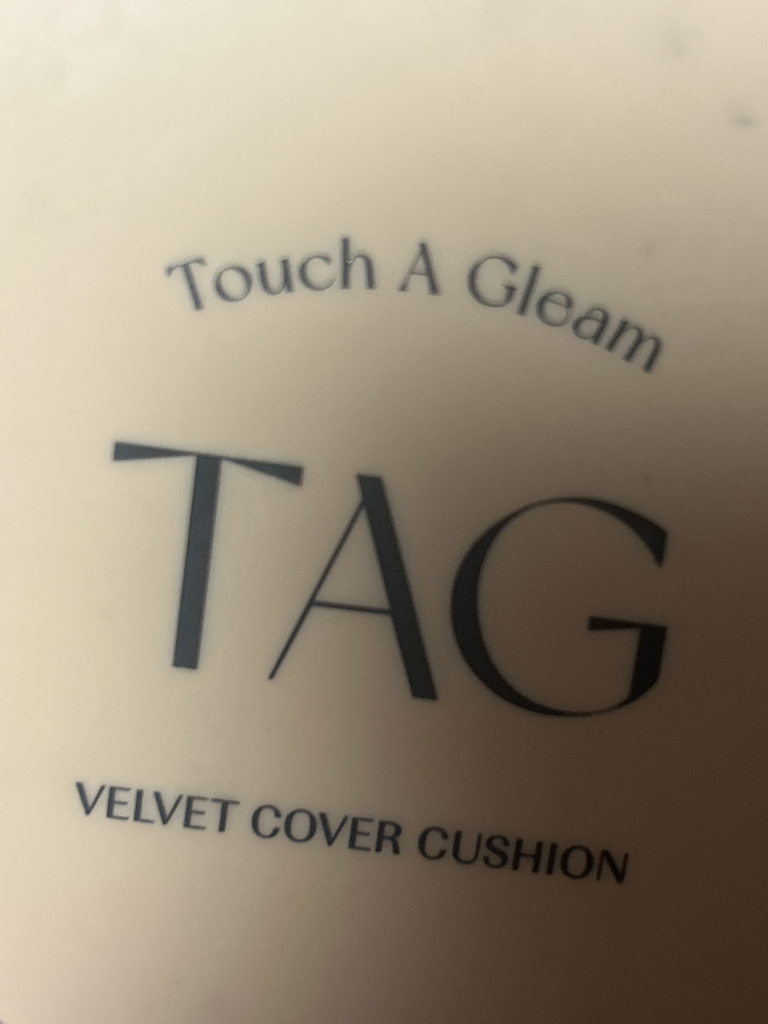 Touch A Gleam
TAG
VELVET COVER CUSHION